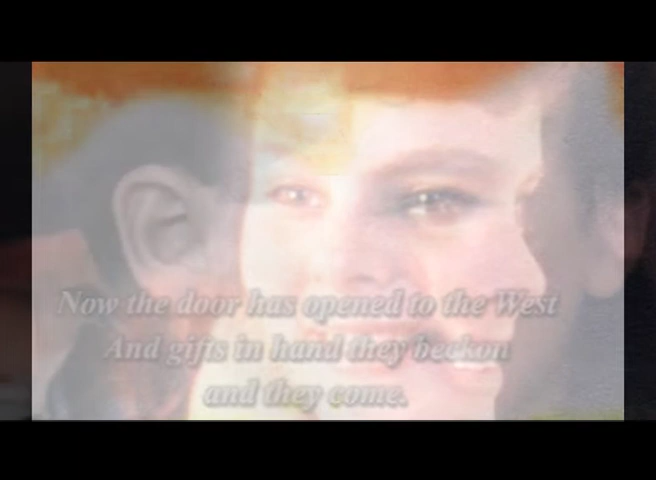 Now the door has opened to the West
And gifts in hand they beckon
and they come.